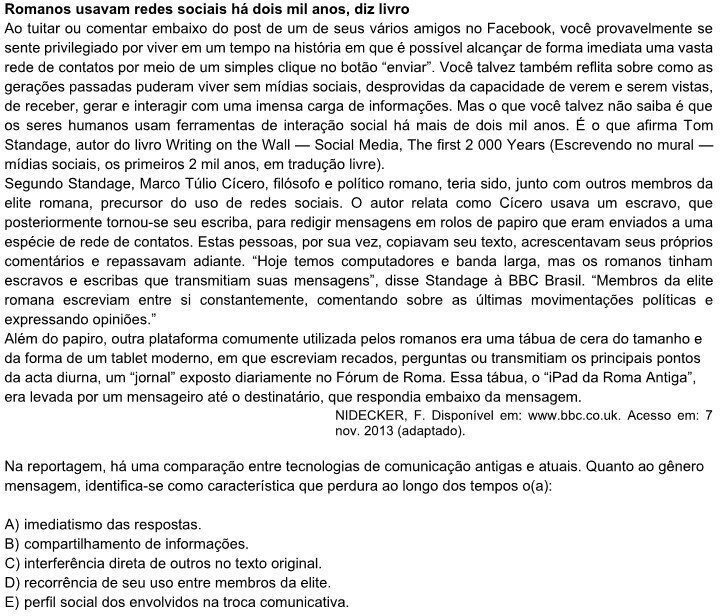 Romanos usavam redes sociais há dois mil anos, diz livro
Ao tuitar ou comentar embaixo do post de um de seus vários amigos no Facebook, você provavelmente se
sente privilegiado por viver em um tempo na história em que é possível alcançar de forma imediata uma vasta
rede de contatos por meio de um simples clique no botão “enviar”. Você talvez também reflita sobre como as
gerações passadas puderam viver sem mídias sociais, desprovidas da capacidade de verem e serem vistas,
de receber, gerar e interagir com uma imensa carga de informações. Mas o que você talvez não saiba é que
os seres humanos usam ferramentas de interação social há mais de dois mil anos. É o que afirma Tom
Standage, autor do livro Writing on the Wall — Social Media, The first 2 000 Years (Escrevendo no mural —
mídias sociais, os primeiros 2 mil anos, em tradução livre).
Segundo Standage, Marco Túlio Cícero, filósofo e político romano, teria sido, junto com outros membros da
elite romana, precursor do uso de redes sociais. O autor relata como Cícero usava um escravo, que
posteriormente tornou-se seu escriba, para redigir mensagens em rolos de papiro que eram enviados a uma
espécie de rede de contatos. Estas pessoas, por sua vez, copiavam seu texto, acrescentavam seus próprios
comentários e repassavam adiante. “Hoje temos computadores e banda larga, mas os romanos tinham
escravos e escribas que transmitiam suas mensagens”, disse Standage à BBC Brasil. “Membros da elite
romana escreviam entre si constantemente, comentando sobre as últimas movimentações políticas e
expressando opiniões.”
Além do papiro, outra plataforma comumente utilizada pelos romanos era uma tábua de cera do tamanho e
da forma de um tablet moderno, em que escreviam recados, perguntas ou transmitiam os principais pontos
da acta diurna, um “jornal” exposto diariamente no Fórum de Roma. Essa tábua, o “iPad da Roma Antiga”,
era levada por um mensageiro até o destinatário, que respondia embaixo da mensagem.
NIDECKER, F. Disponível em: www.bbc.co.uk. Acesso em: 7
nov. 2013 (adaptado).
Na reportagem, há uma comparação entre tecnologias de comunicação antigas e atuais. Quanto ao gênero
mensagem, identifica-se como característica que perdura ao longo dos tempos o(a):
A) imediatismo das respostas.
B) compartilhamento de informações.
C) interferência direta de outros no texto original.
D) recorrência de seu uso entre membros da elite.
E) perfil social dos envolvidos na troca comunicativa.